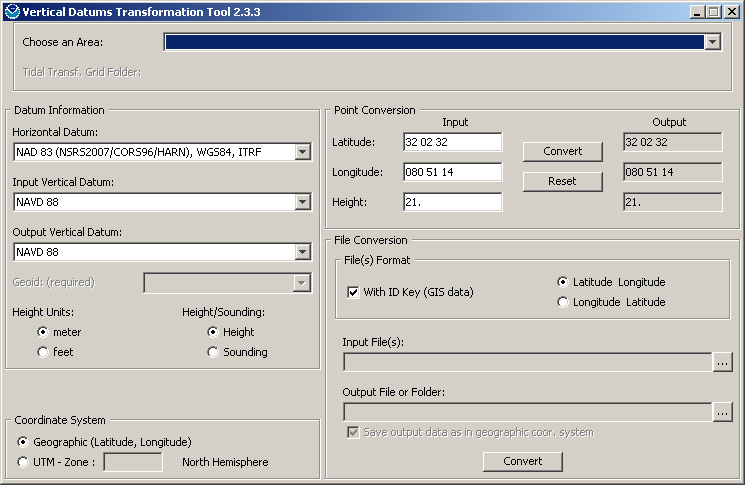 Vertical Datums Transformation Tool 2.3.3
Choose an Area:
Tidal Transf. Grid Folder:
Datum Information
Horizontal Datum:
NAD 83 (NSRS2007/CORS96/HARN), WGS84, ITRF
Input Vertical Datum:
NAVD 88
Output Vertical Datum:
NAVD 88
Geoid: (required)
Height Units:
Height/Sounding:
meter
Height
feet
Sounding
Coordinate System
Geographic (Latitude, Longitude)
UTM - Zone :
North Hemisphere
Point Conversion
Input
Output
Latitude:
32 02 32
Convert
32 02 32
Longitude:
080 51 14
Reset
080 51 14
Height:
21.
21.
File Conversion
File(s) Format
With ID Key (GIS data)
Latitude Longitude
Longitude Latitude
Input File(s):
...
Output File or Folder:
...
Save output data as in geographic coor. system
Convert